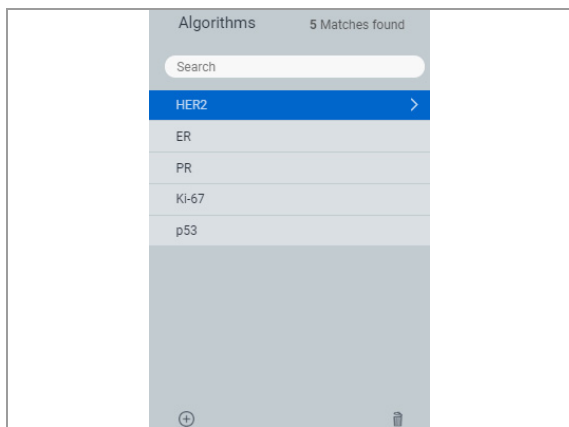 Algorithms 5 Matches found
Search
HER2
ER
PR
Ki-67
p53